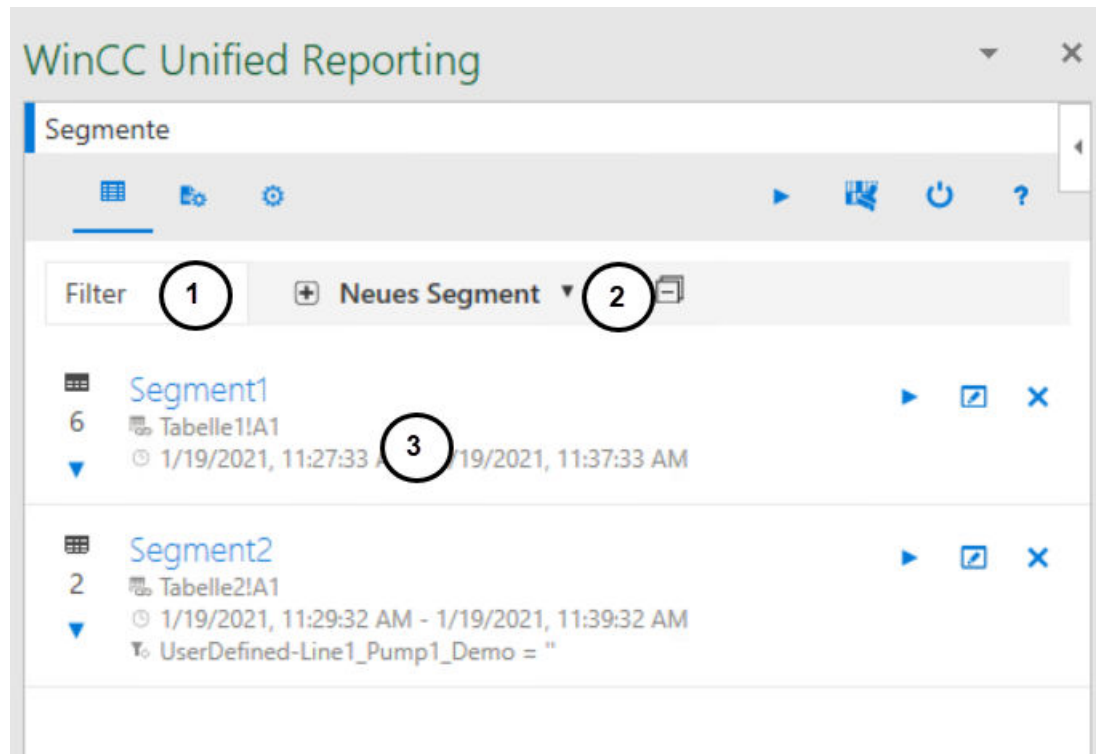 WinCC Unified Reporting
Segmente
?
Filter 1 Neues Segment 2
Segment1
6 Tabelle1!A1
1/19/2021, 11:27:33 3 /19/2021, 11:37:33 AM
Segment2
2 Tabelle2!A1
1/19/2021, 11:29:32 AM - 1/19/2021, 11:39:32 AM
UserDefined-Line1_Pump1_Demo = ''